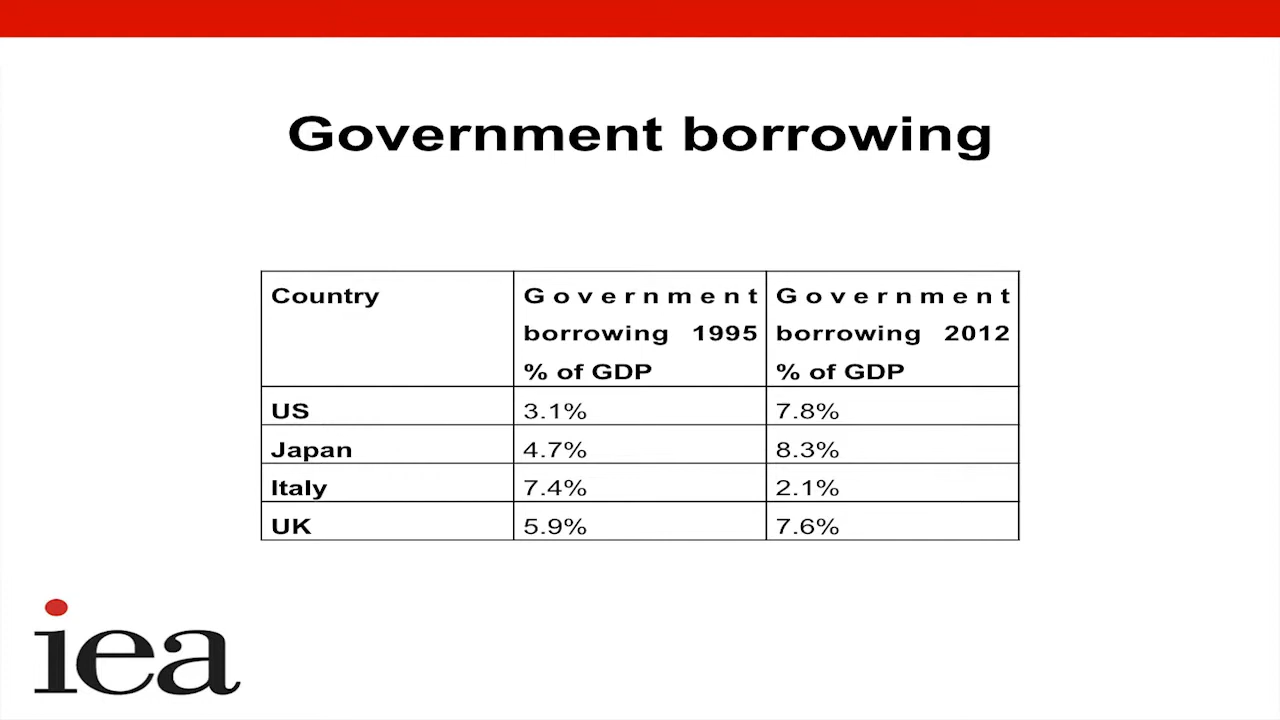 Government borrowing
Country
Government
borrowing 1995
% of GDP
Government
borrowing 2012
% of GDP
US 3.1% 7.8%
Japan 4.7% 8.3%
Italy 7.4% 2.1%
UK 5.9% 7.6%
iea